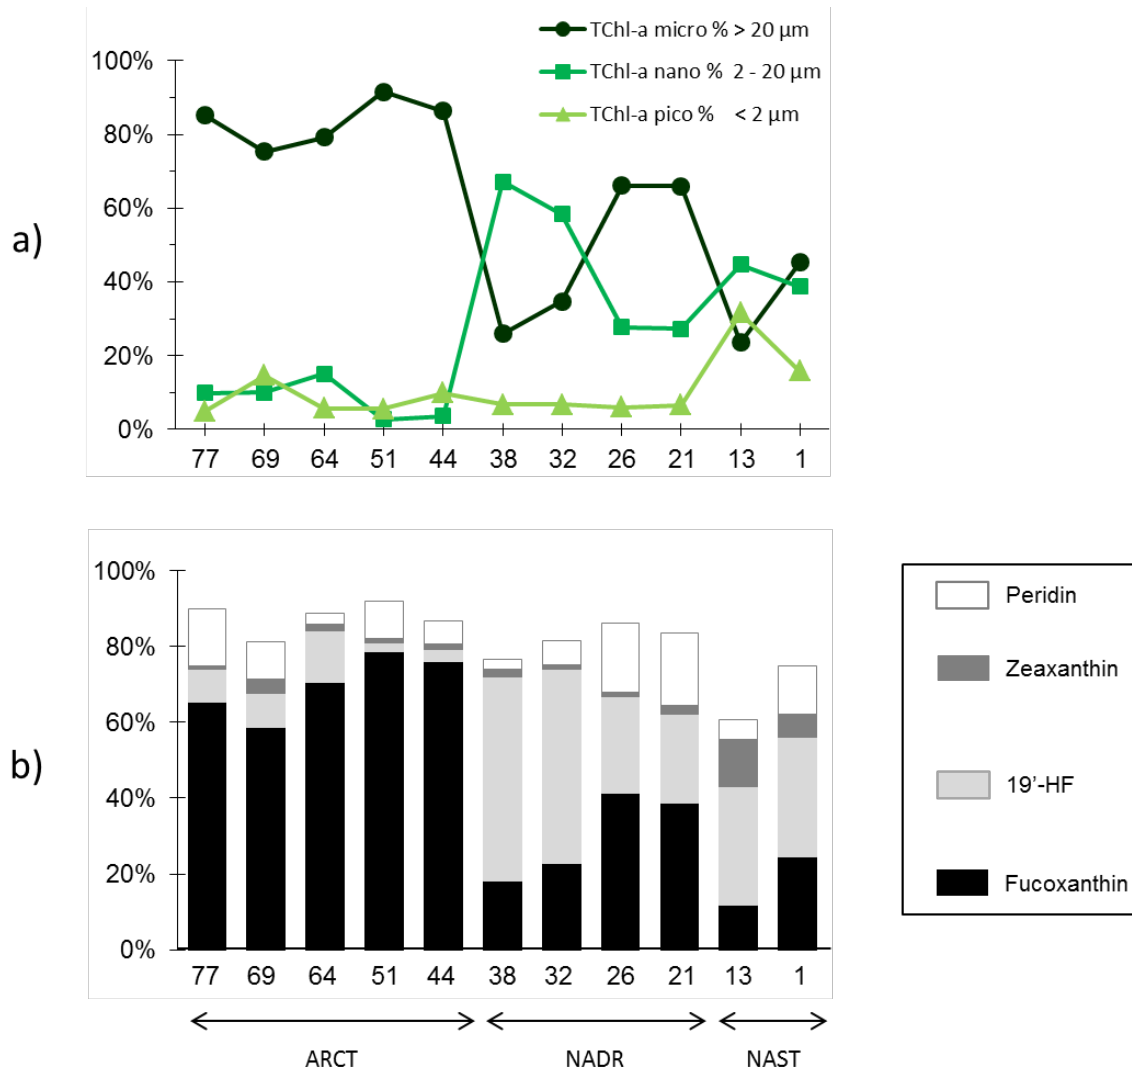 a)
TChl-a micro % > 20 µm
TChl-a nano % 2 - 20 µm
TChl-a pico % < 2 µm
100%
80%
60%
40%
20%
0%
77 69 64 51 44 38 32 26 21 13 1
b)
100%
80%
60%
40%
20%
0%
77 69 64 51 44 38 32 26 21 13 1
ARCT NADR NAST
Peridin
Zeaxanthin
19’-HF
Fucoxanthin